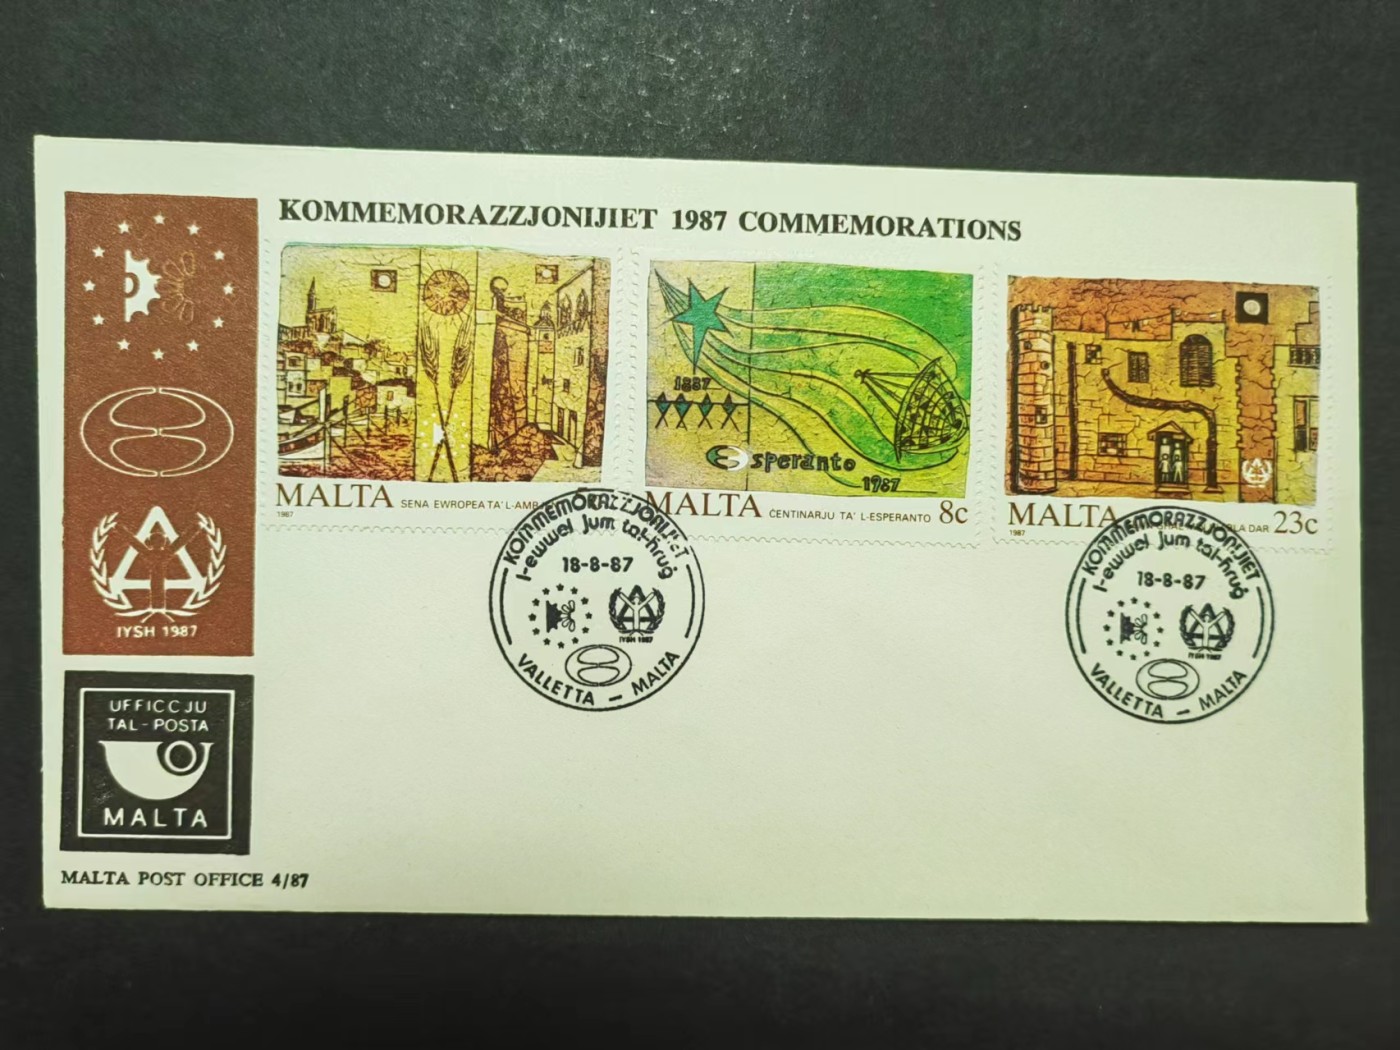 KOMMEMORAZZJONIJIET 1987 COMMEMORATIONS
IYSH 1987
UFFICCJU
TAL-POSTA
MALTA
MALTA POST OFFICE 4/87
MALTA SENA EWROPEA TA' L-AMB
1987
1887
Esperanto
1987
MALTA ĊENTINARJU TA' L-ESPERANTO 8c
MALTA DAR 23c
1987
KOMMEMORAZZJONIJIET
l-ewwel jum tal-ħruġ
18-8-87
IYSH 1987
VALLETTA - MALTA
KOMMEMORAZZJONIJIET
l-ewwel jum tal-ħruġ
18-8-87
IYSH 1987
VALLETTA - MALTA